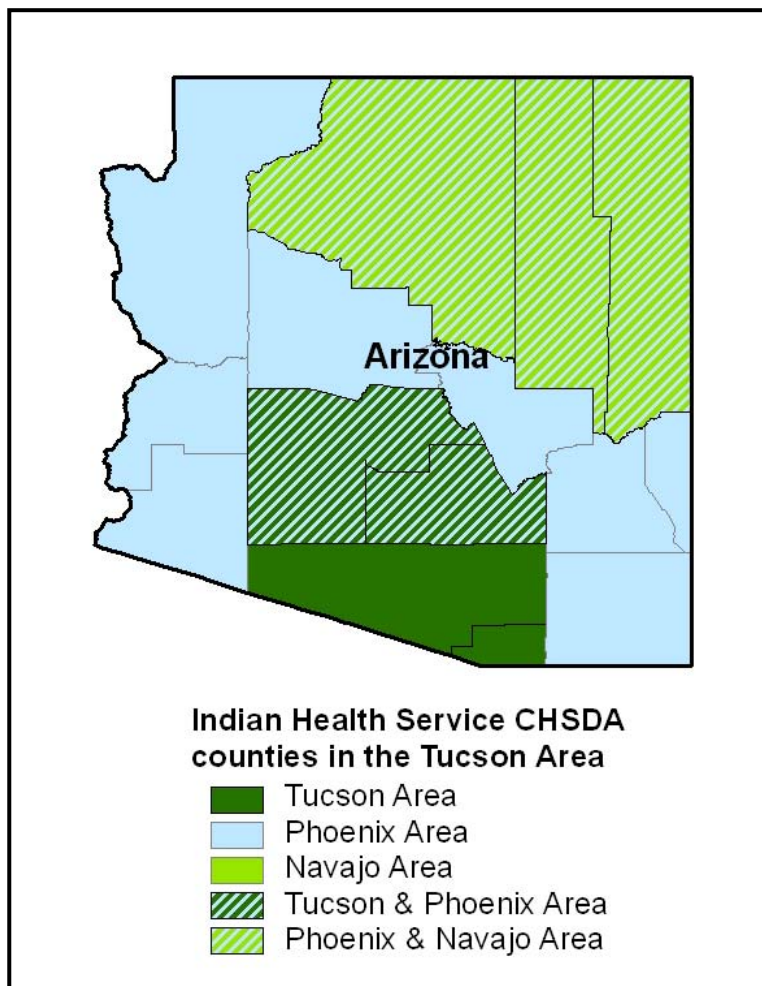 Arizona
Indian Health Service CHSDA
counties in the Tucson Area
Tucson Area
Phoenix Area
Navajo Area
Tucson & Phoenix Area
Phoenix & Navajo Area